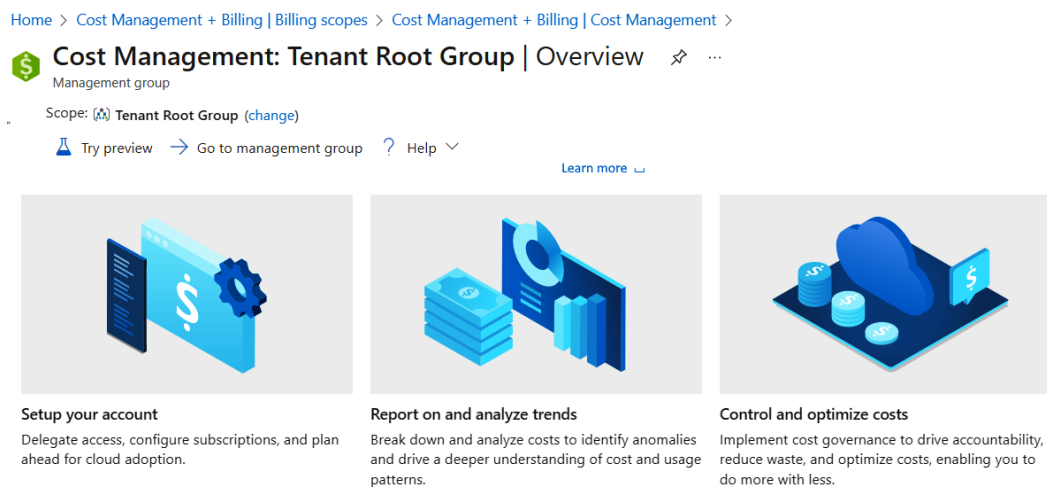 Home > Cost Management + Billing | Billing scopes > Cost Management + Billing | Cost Management >
Cost Management: Tenant Root Group | Overview ...
Management group
Scope: Tenant Root Group (change)
Try preview Go to management group ? Help
Learn more
Setup your account
Delegate access, configure subscriptions, and plan
ahead for cloud adoption.
Report on and analyze trends
Break down and analyze costs to identify anomalies
and drive a deeper understanding of cost and usage
patterns.
Control and optimize costs
Implement cost governance to drive accountability,
reduce waste, and optimize costs, enabling you to
do more with less.